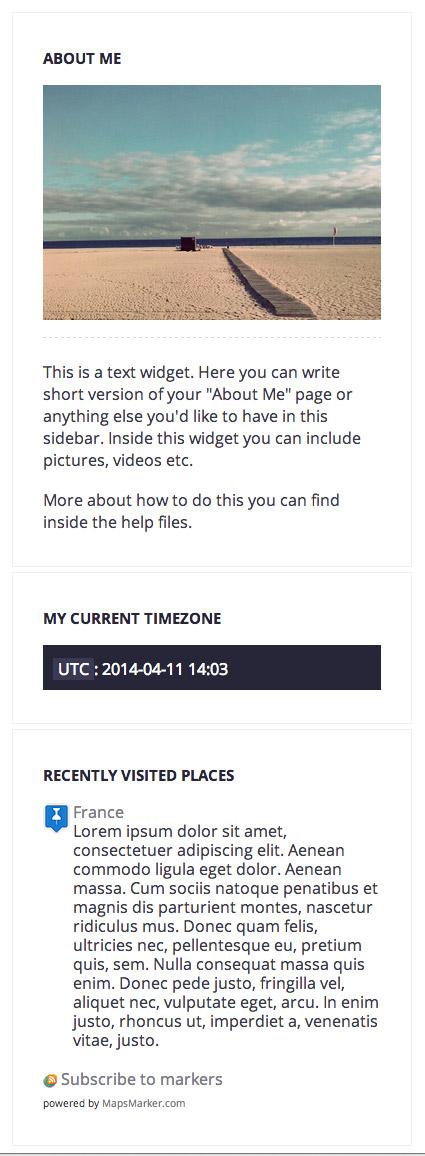 ABOUT ME
This is a text widget. Here you can write
short version of your "About Me" page or
anything else you'd like to have in this
sidebar. Inside this widget you can include
pictures, videos etc.
More about how to do this you can find
inside the help files.
MY CURRENT TIMEZONE
UTC : 2014-04-11 14:03
RECENTLY VISITED PLACES
France
Lorem ipsum dolor sit amet,
consectetuer adipiscing elit. Aenean
commodo ligula eget dolor. Aenean
massa. Cum sociis natoque penatibus et
magnis dis parturient montes, nascetur
ridiculus mus. Donec quam felis,
ultricies nec, pellentesque eu, pretium
quis, sem. Nulla consequat massa quis
enim. Donec pede justo, fringilla vel,
aliquet nec, vulputate eget, arcu. In enim
justo, rhoncus ut, imperdiet a, venenatis
vitae, justo.
Subscribe to markers
powered by MapsMarker.com